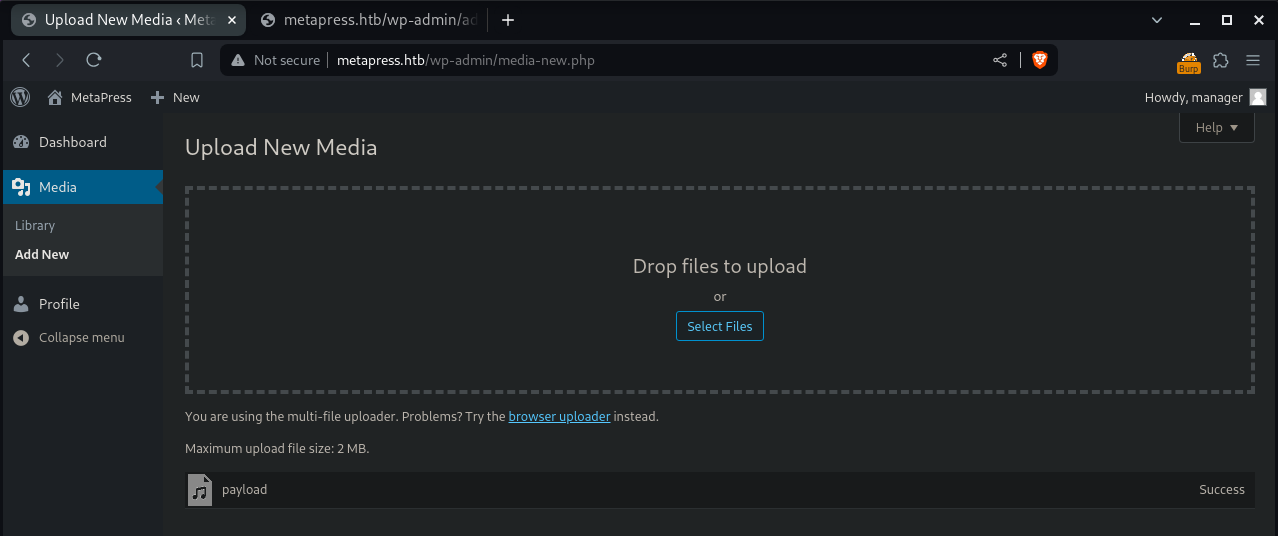 Upload New Media ‹ Meta
metapress.htb/wp-admin/ad
Not secure metapress.htb/wp-admin/media-new.php
Burp
MetaPress New Howdy, manager
Help
Dashboard
Upload New Media
Media
Library
Add New
Profile
Collapse menu
Drop files to upload
or
Select Files
You are using the multi-file uploader. Problems? Try the browser uploader instead.
Maximum upload file size: 2 MB.
payload Success